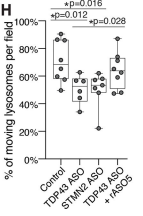 H
*p=0.016
*p=0.012
*p=0.028
% of moving lysosomes per field
100%
80%
60%
40%
20%
0%
Control
TDP43 ASO
STMN2 ASO
TDP43 ASO
+ rASO5